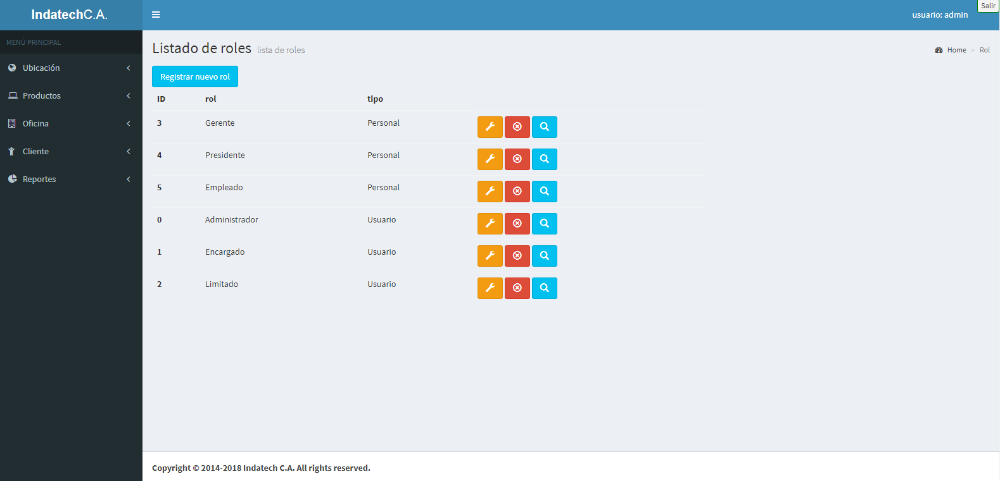 IndatechC.A.
usuario: admin
Salir
MENÚ PRINCIPAL
Ubicación
Productos
Oficina
Cliente
Reportes
Listado de roles lista de roles
Home > Rol
Registrar nuevo rol
ID rol tipo
3 Gerente Personal
4 Presidente Personal
5 Empleado Personal
0 Administrador Usuario
1 Encargado Usuario
2 Limitado Usuario
Copyright © 2014-2018 Indatech C.A. All rights reserved.